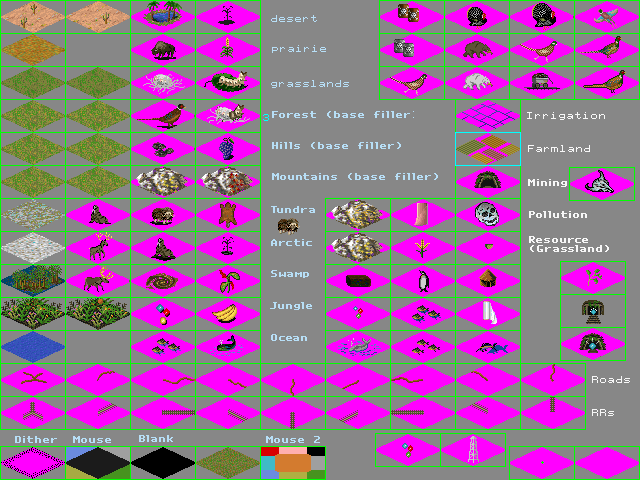 desert
prairie
grasslands
3Forest (base filler)
Irrigation
Hills (base filler)
Farmland
Mountains (base filler)
Mining
Tundra
Pollution
Arctic
Resource
(Grassland)
Swamp
Jungle
Ocean
Roads
RRs
Dither
Mouse
Blank
Mouse 2